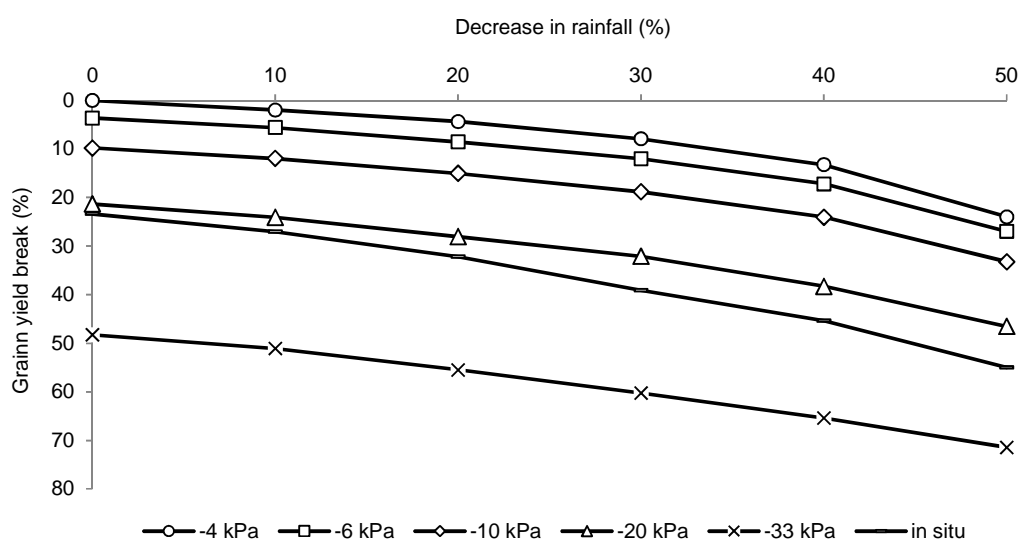 Decrease in rainfall (%)
0 10 20 30 40 50
0
10
20
30
40
50
60
70
80
Grainn yield break (%)
-4 kPa -6 kPa -10 kPa -20 kPa -33 kPa in situ